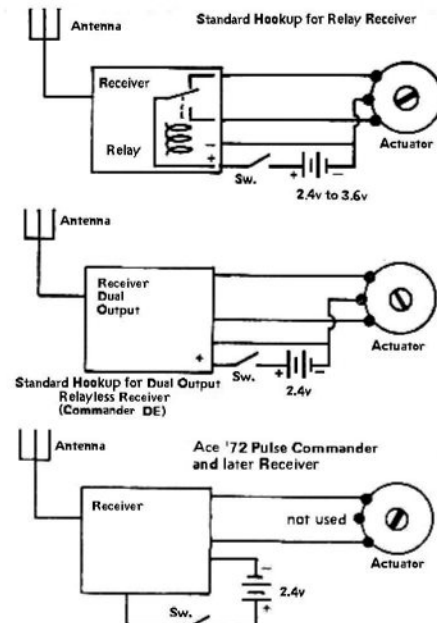 Standard Hookup for Relay Receiver
Antenna
Receiver
Relay
−
+
Sw.
+ −
2.4v to 3.6v
Actuator
Antenna
Receiver
Dual
Output
+
Sw.
+ −
2.4v
Actuator
Standard Hookup for Dual Output
Relayless Receiver
(Commander DE)
Ace '72 Pulse Commander
and later Receiver
Antenna
Receiver
not used
Actuator
−
2.4v
+
Sw.